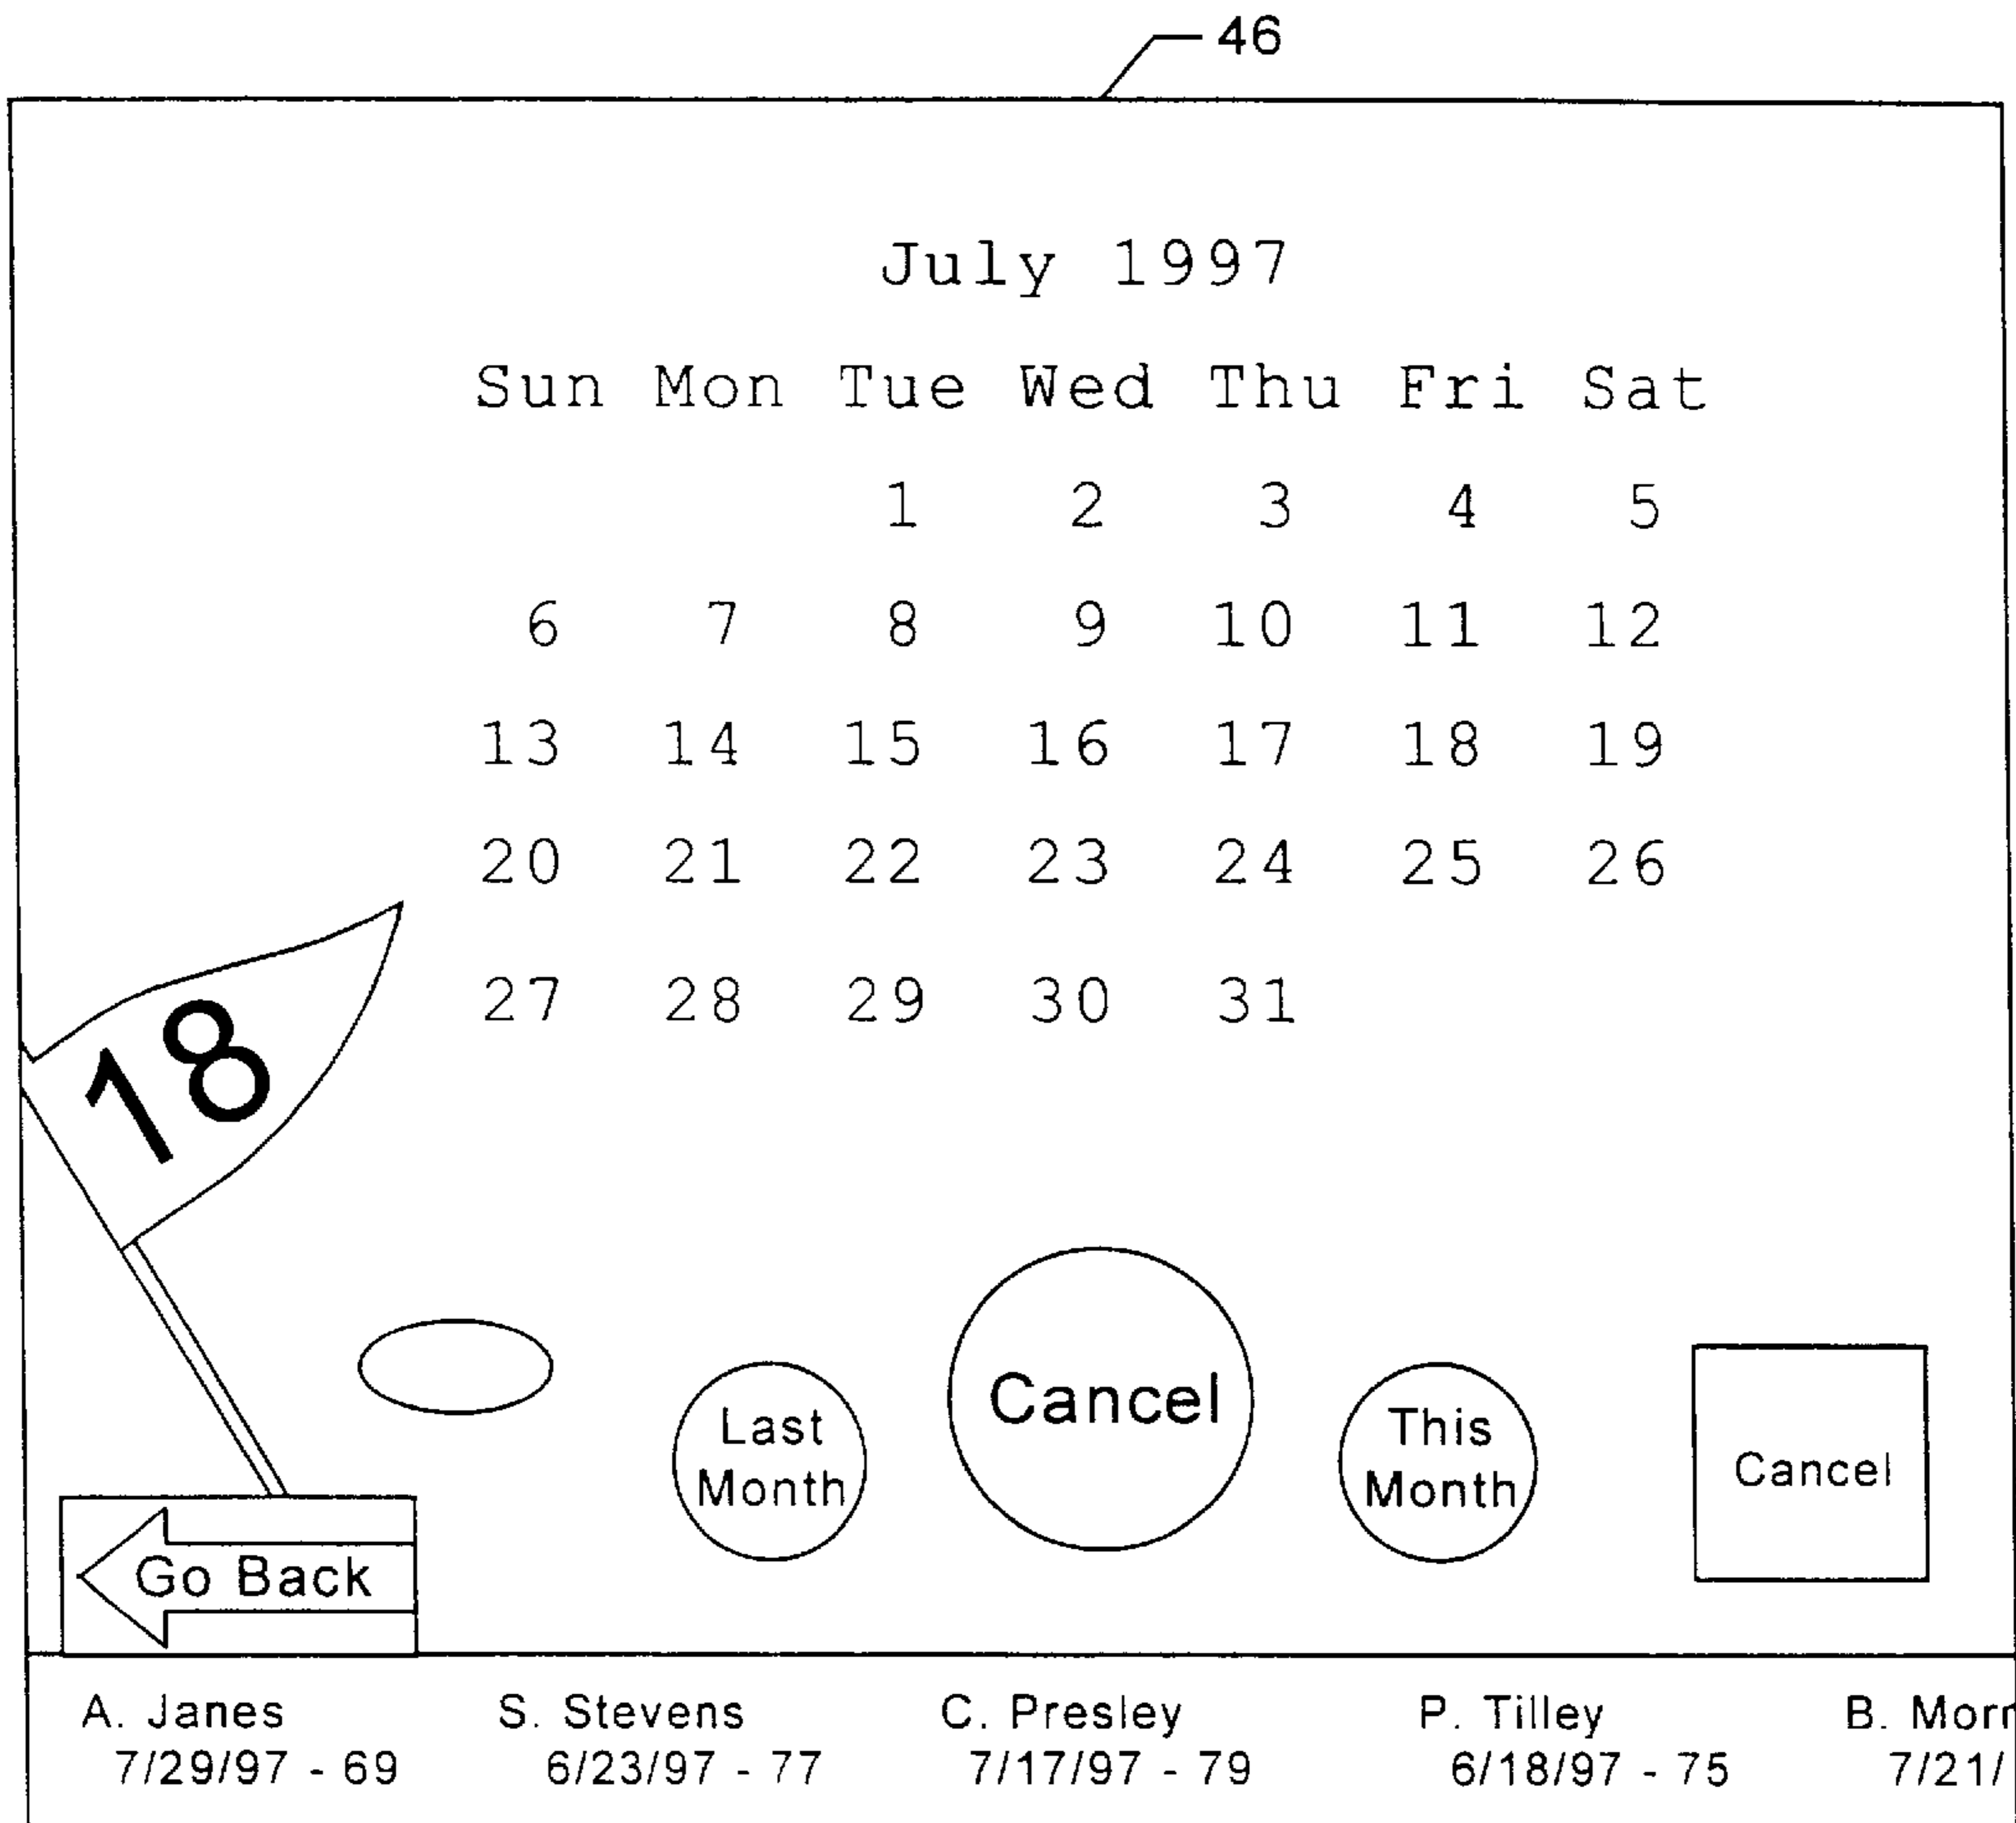 46
July 1997
Sun Mon Tue Wed Thu Fri Sat
1 2 3 4 5
6 7 8 9 10 11 12
13 14 15 16 17 18 19
20 21 22 23 24 25 26
27 28 29 30 31
18
Last
Month
Cancel
This
Month
Cancel
Go Back
A. Janes S. Stevens C. Presley P. Tilley B.
7/29/97 - 69 6/23/97 - 77 7/17/97 - 79 6/18/97 - 75 7/21/